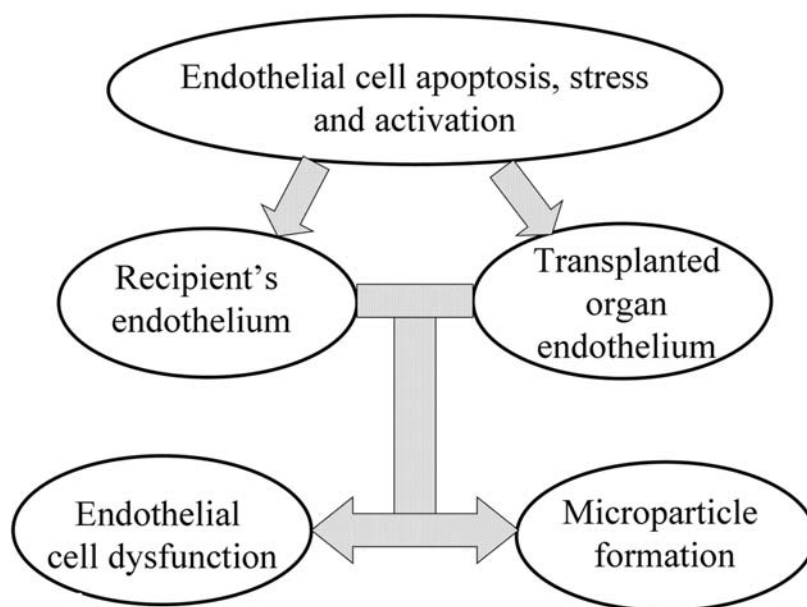 Endothelial cell apoptosis, stress
and activation
Recipient’s
endothelium
Transplanted
organ
endothelium
Endothelial
cell dysfunction
Microparticle
formation